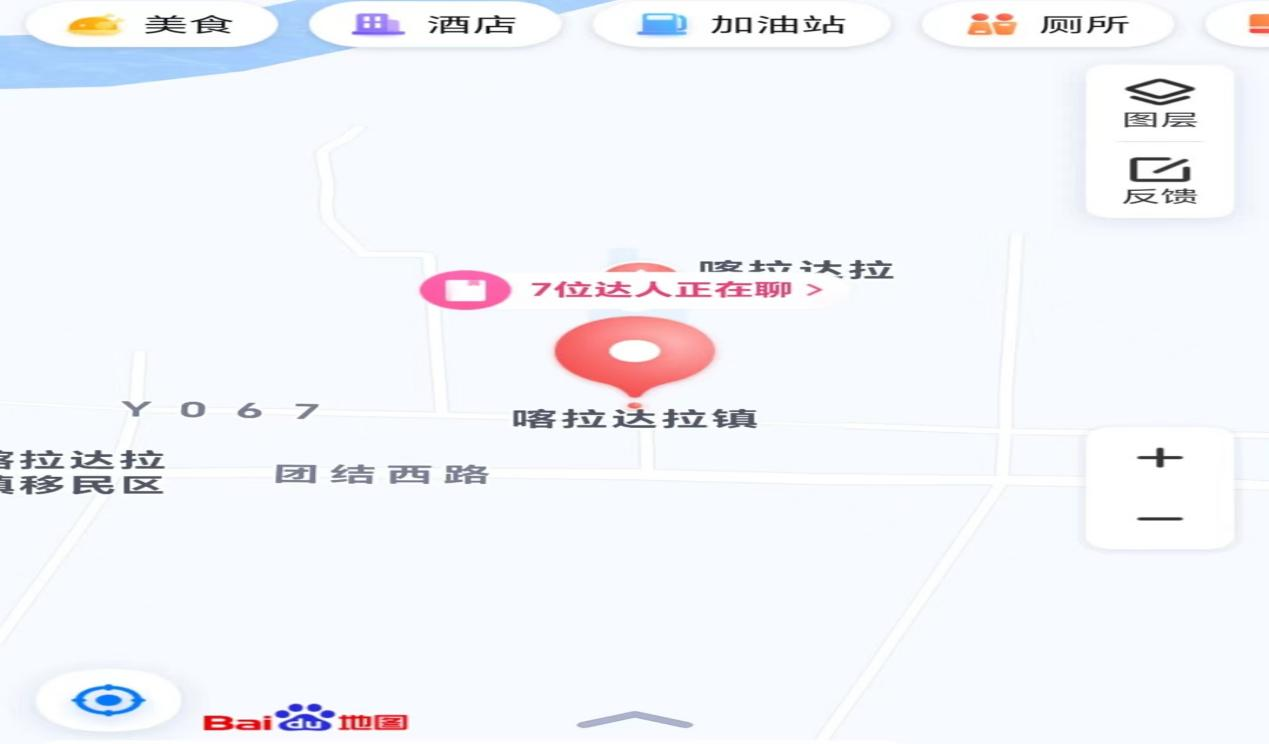 美食 酒店 加油站 厕所
图层
反馈
喀拉达拉
7位达人正在聊 >
Y067
喀拉达拉镇
喀拉达拉
镇移民区
团结西路
Baidu地图